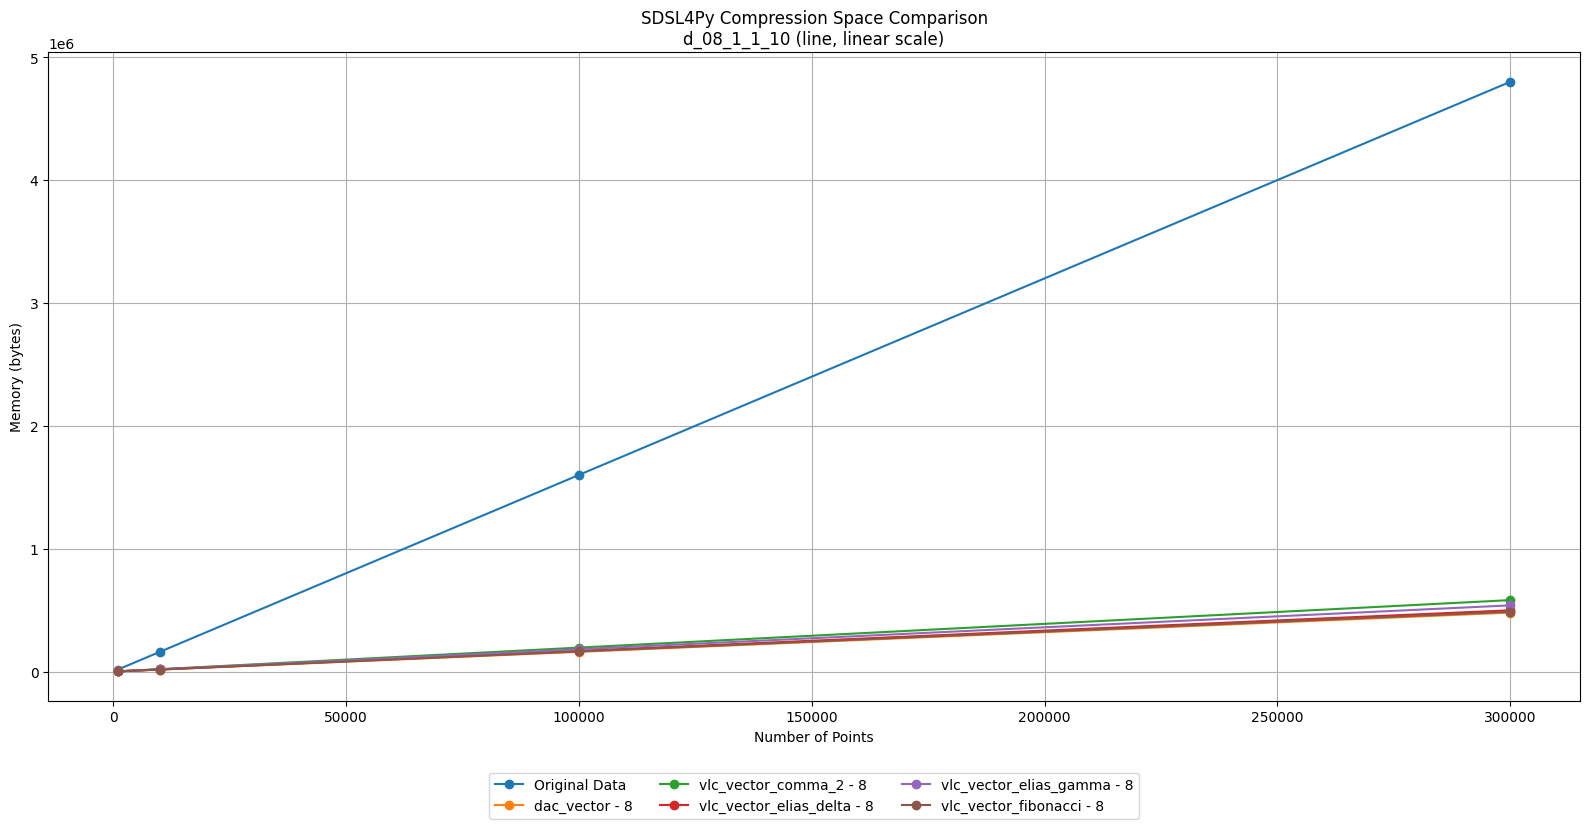 SDSL4Py Compression Space Comparison
d_08_1_1_10 (line, linear scale)
1e6
5
4
3
2
1
0
Memory (bytes)
0 50000 100000 150000 200000 250000 300000
Number of Points
Original Data vlc_vector_comma_2 - 8 vlc_vector_elias_gamma - 8
dac_vector - 8 vlc_vector_elias_delta - 8 vlc_vector_fibonacci - 8